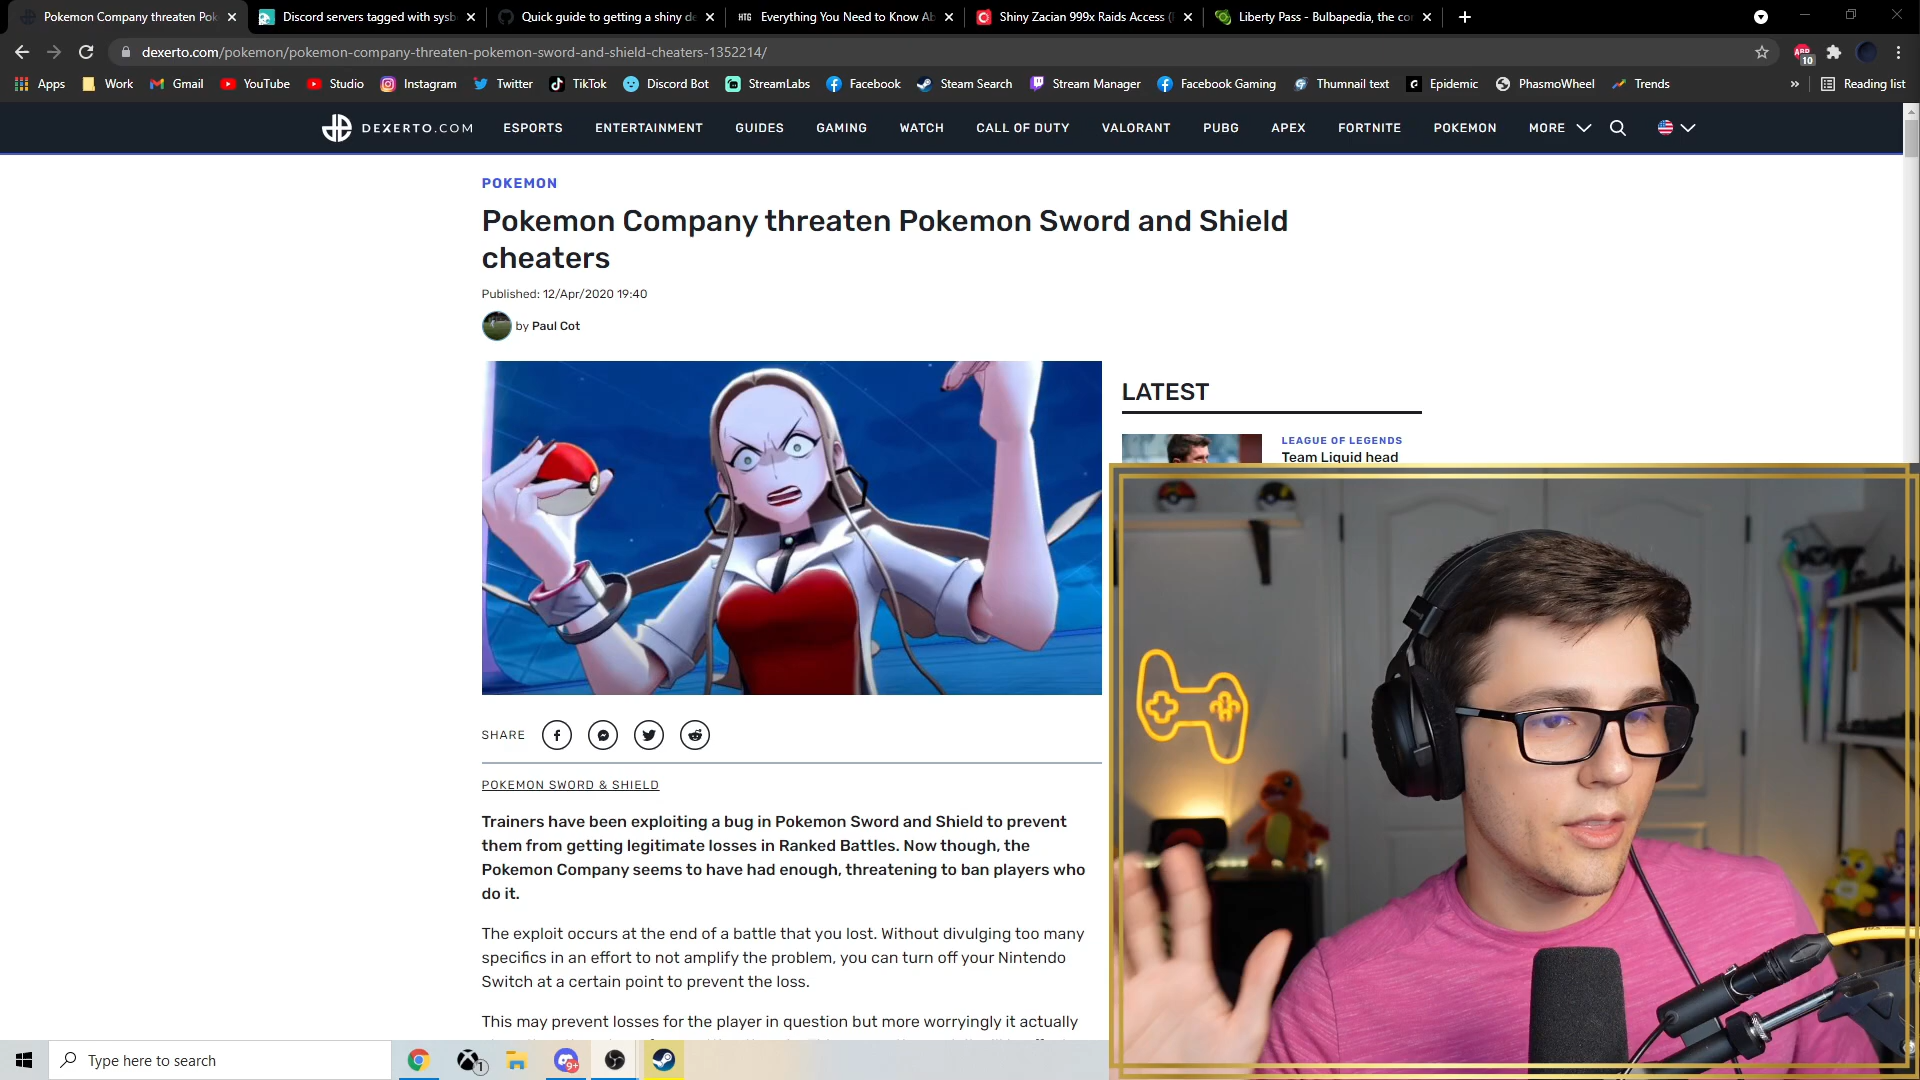 Pokemon Company threaten Pok
Discord servers tagged with sysb
Quick guide to getting a shiny de
HTG Everything You Need to Know Ab
Shiny Zacian 999x Raids Access (
Liberty Pass - Bulbapedia, the co
dexerto.com/pokemon/pokemon-company-threaten-pokemon-sword-and-shield-cheaters-1352214/
ABP
10
Apps Work Gmail YouTube Studio Instagram Twitter TikTok Discord Bot StreamLabs Facebook Steam Search Stream Manager Facebook Gaming Thumnail text Epidemic PhasmoWheel Trends » Reading list
DEXERTO.COM ESPORTS ENTERTAINMENT GUIDES GAMING WATCH CALL OF DUTY VALORANT PUBG APEX FORTNITE POKEMON MORE
POKEMON
Pokemon Company threaten Pokemon Sword and Shield
cheaters
Published: 12/Apr/2020 19:40
by Paul Cot
LATEST
LEAGUE OF LEGENDS
Team Liquid head
SHARE
POKEMON SWORD & SHIELD
Trainers have been exploiting a bug in Pokemon Sword and Shield to prevent
them from getting legitimate losses in Ranked Battles. Now though, the
Pokemon Company seems to have had enough, threatening to ban players who
do it.
The exploit occurs at the end of a battle that you lost. Without divulging too many
specifics in an effort to not amplify the problem, you can turn off your Nintendo
Switch at a certain point to prevent the loss.
This may prevent losses for the player in question but more worryingly it actually
Type here to search
1
9+